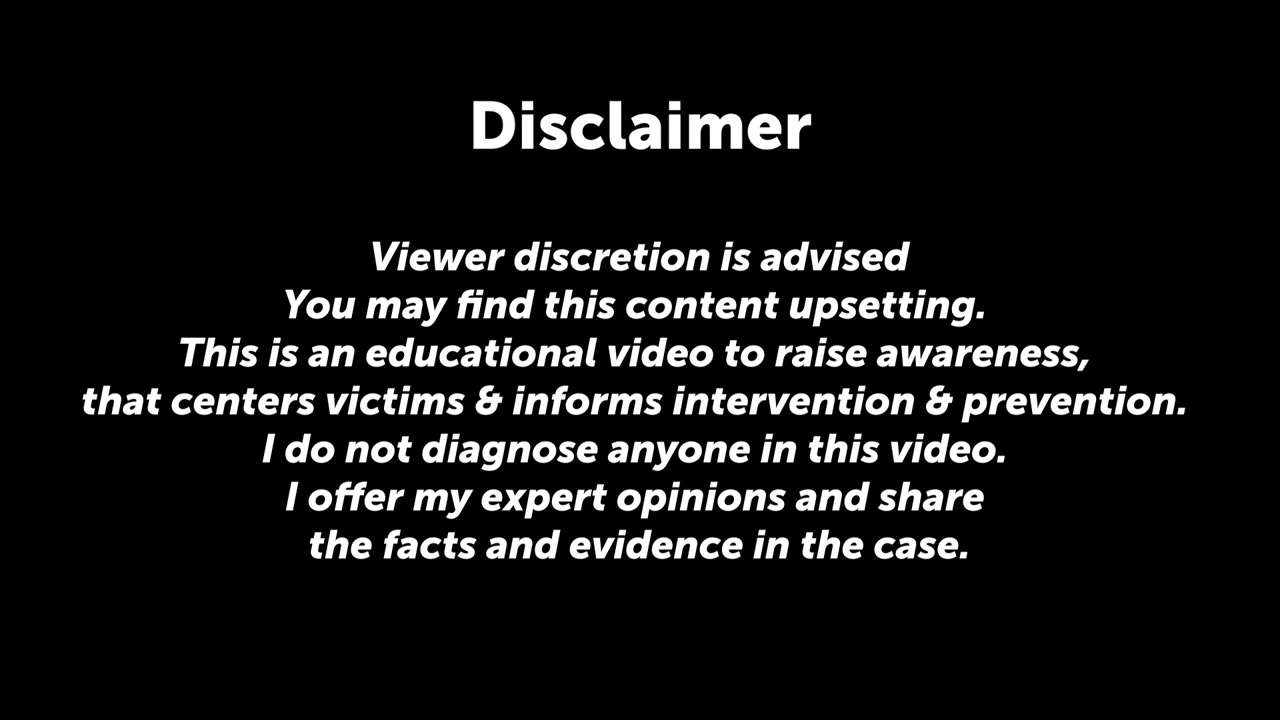 Disclaimer
Viewer discretion is advised
You may find this content upsetting.
This is an educational video to raise awareness,
that centers victims & informs intervention & prevention.
I do not diagnose anyone in this video.
I offer my expert opinions and share
the facts and evidence in the case.